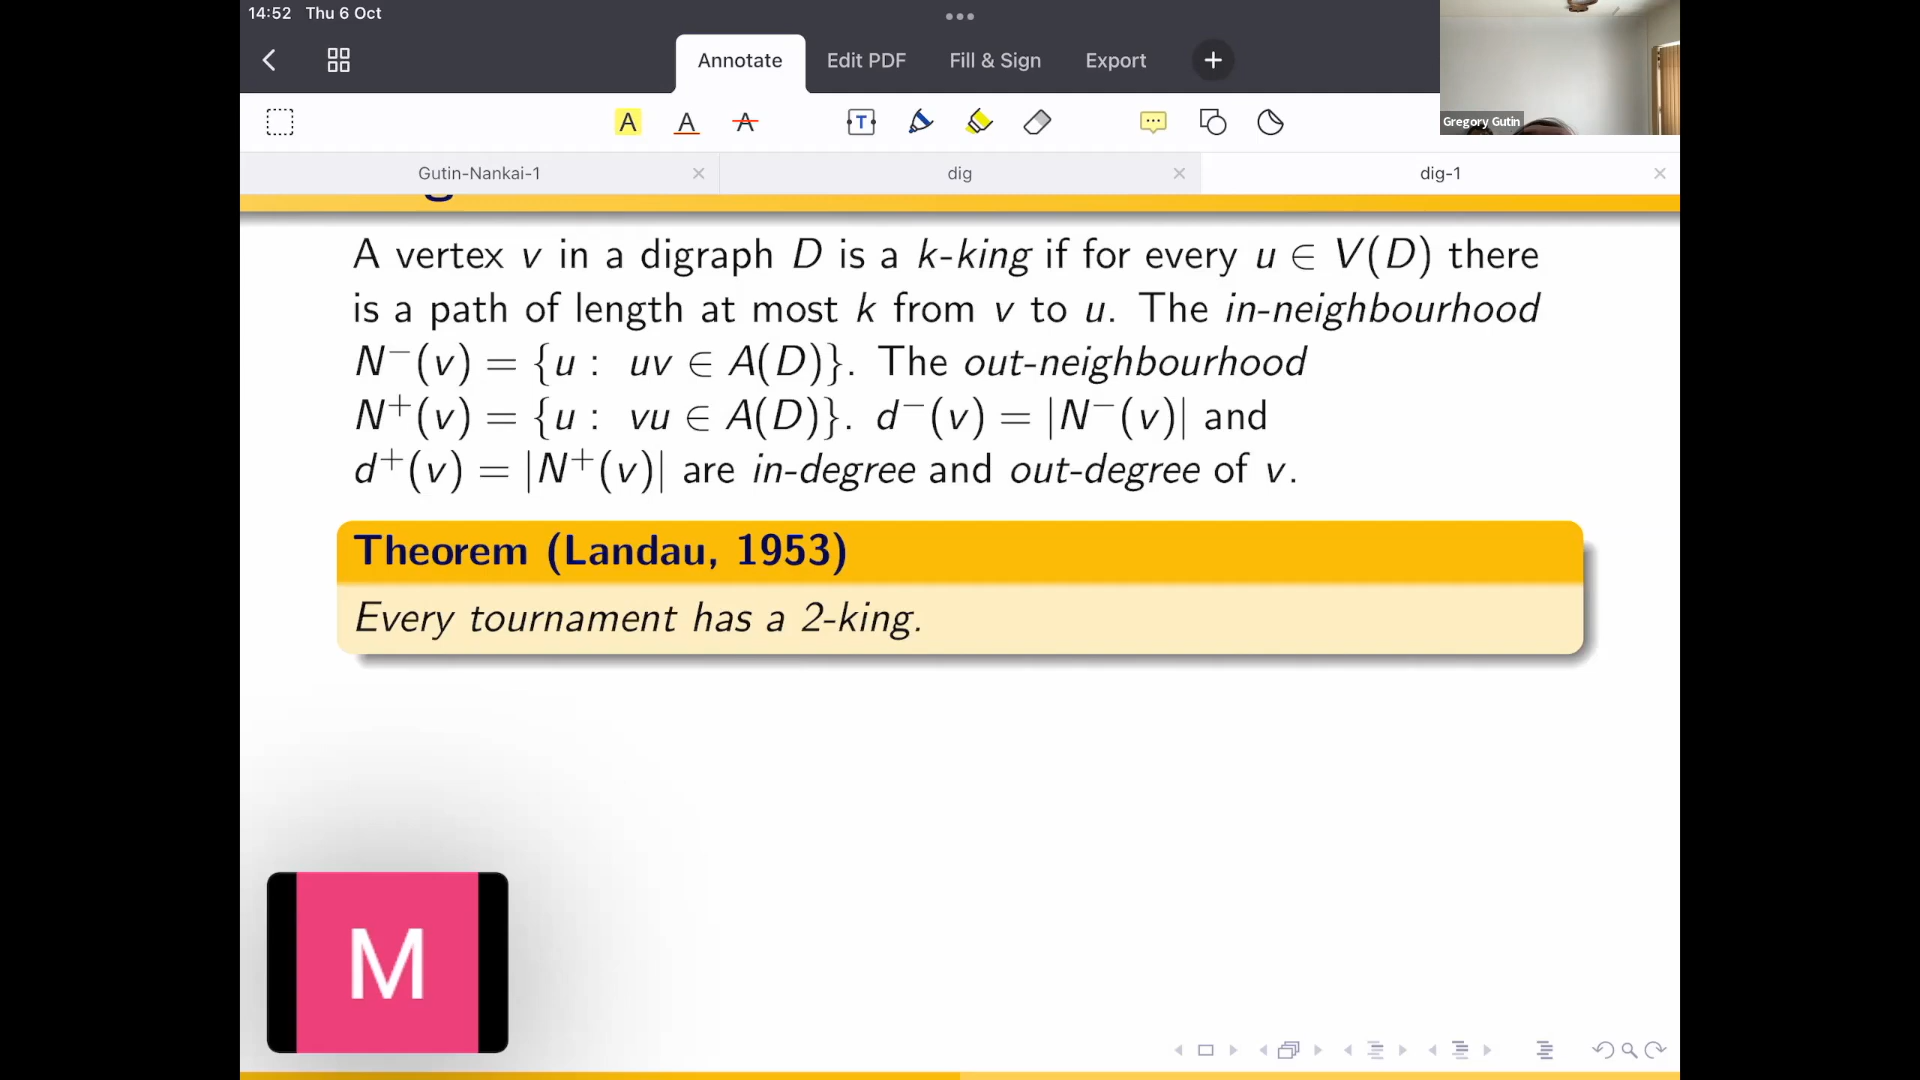 14:52 Thu 6 Oct
Annotate Edit PDF Fill & Sign Export
Gregory Gutin
A A A T
Gutin-Nankai-1 dig dig-1
A vertex v in a digraph D is a k-king if for every u ∈ V(D) there
is a path of length at most k from v to u. The in-neighbourhood
N⁻(v) = {u : uv ∈ A(D)}. The out-neighbourhood
N⁺(v) = {u : vu ∈ A(D)}. d⁻(v) = |N⁻(v)| and
d⁺(v) = |N⁺(v)| are in-degree and out-degree of v.
Theorem (Landau, 1953)
Every tournament has a 2-king.
M